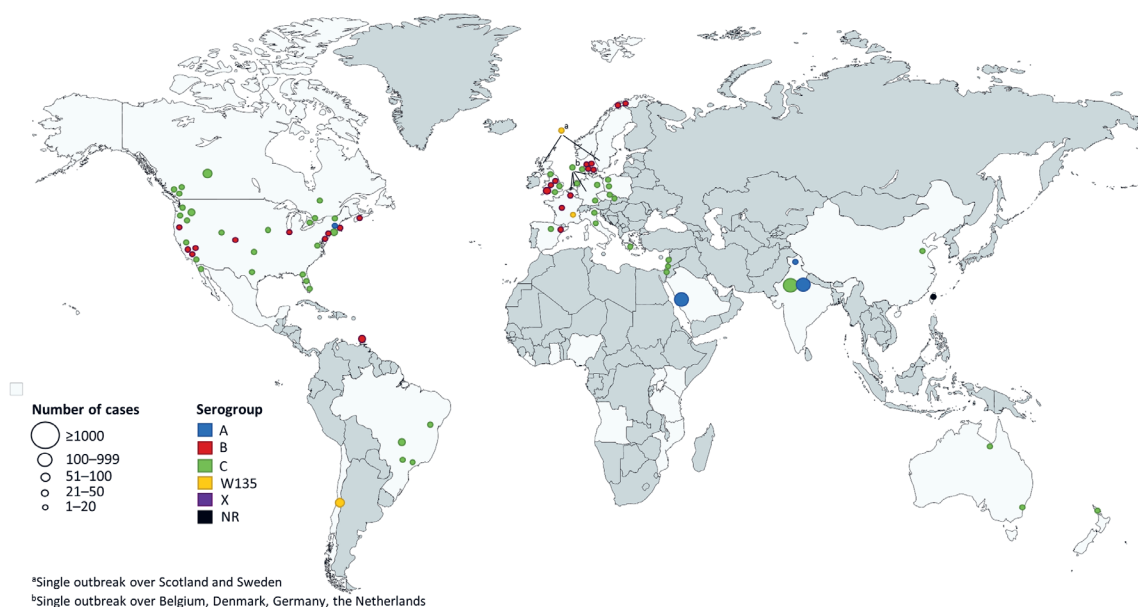 a
b
Number of cases
≥1000
100–999
51–100
21–50
1–20
Serogroup
A
B
C
W135
X
NR
aSingle outbreak over Scotland and Sweden
bSingle outbreak over Belgium, Denmark, Germany, the Netherlands